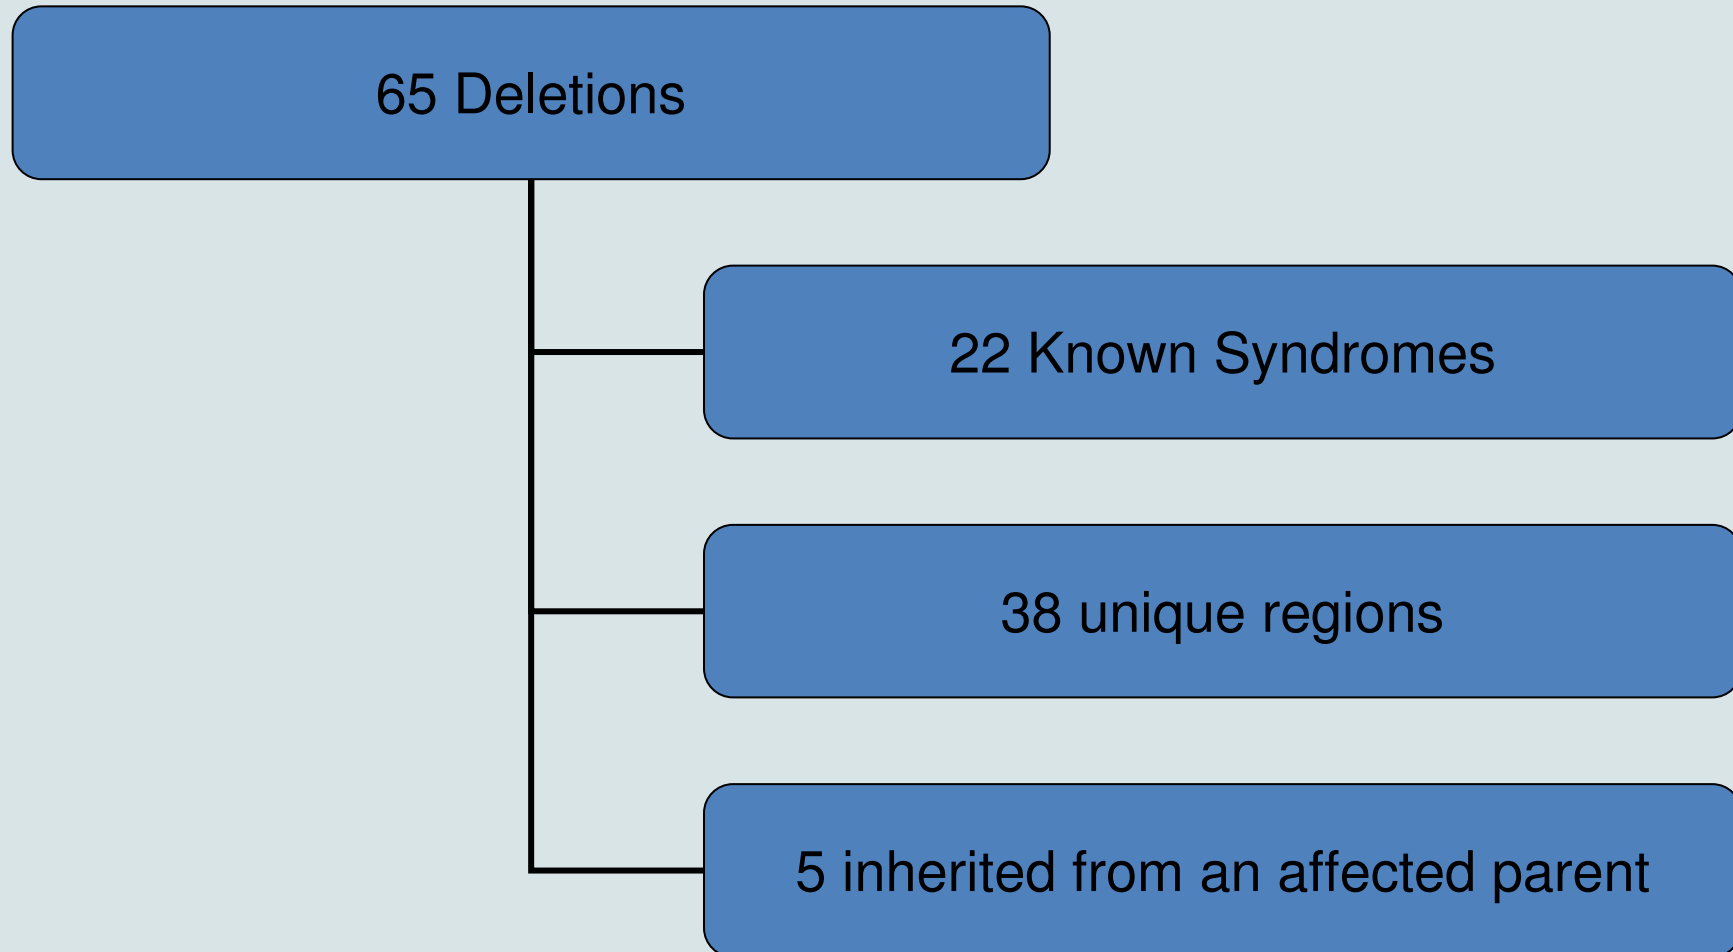 65 Deletions
22 Known Syndromes
38 unique regions
5 inherited from an affected parent